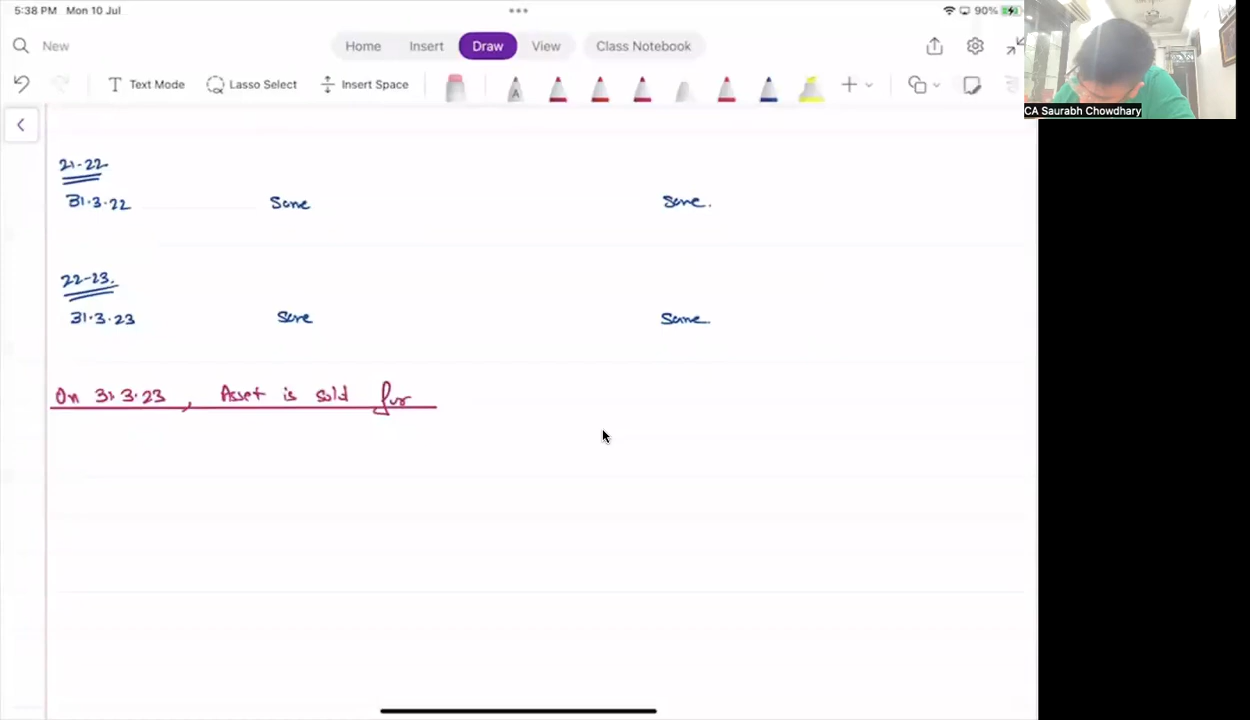 5:38 PM Mon 10 Jul
90%
New
Home Insert Draw View Class Notebook
Text Mode Lasso Select Insert Space
A
CA Saurabh Chowdhary
21-22
31.3.22 Same Same.
22-23.
31.3.23 Same Same.
On 31.3.23, Asset is sold for